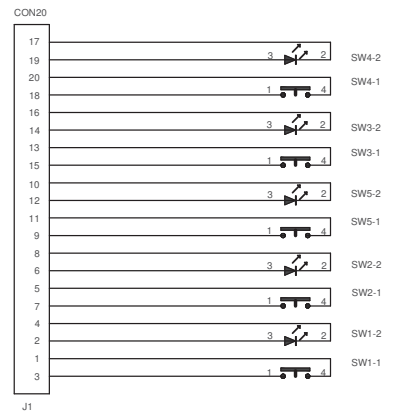 CON20
17
19 3 2 SW4-2
20 SW4-1
18 1 4
16
14 3 2 SW3-2
13 SW3-1
15 1 4
10
12 3 2 SW5-2
11 SW5-1
9 1 4
8
6 3 2 SW2-2
5 SW2-1
7 1 4
4
2 3 2 SW1-2
1 SW1-1
3 1 4
J1